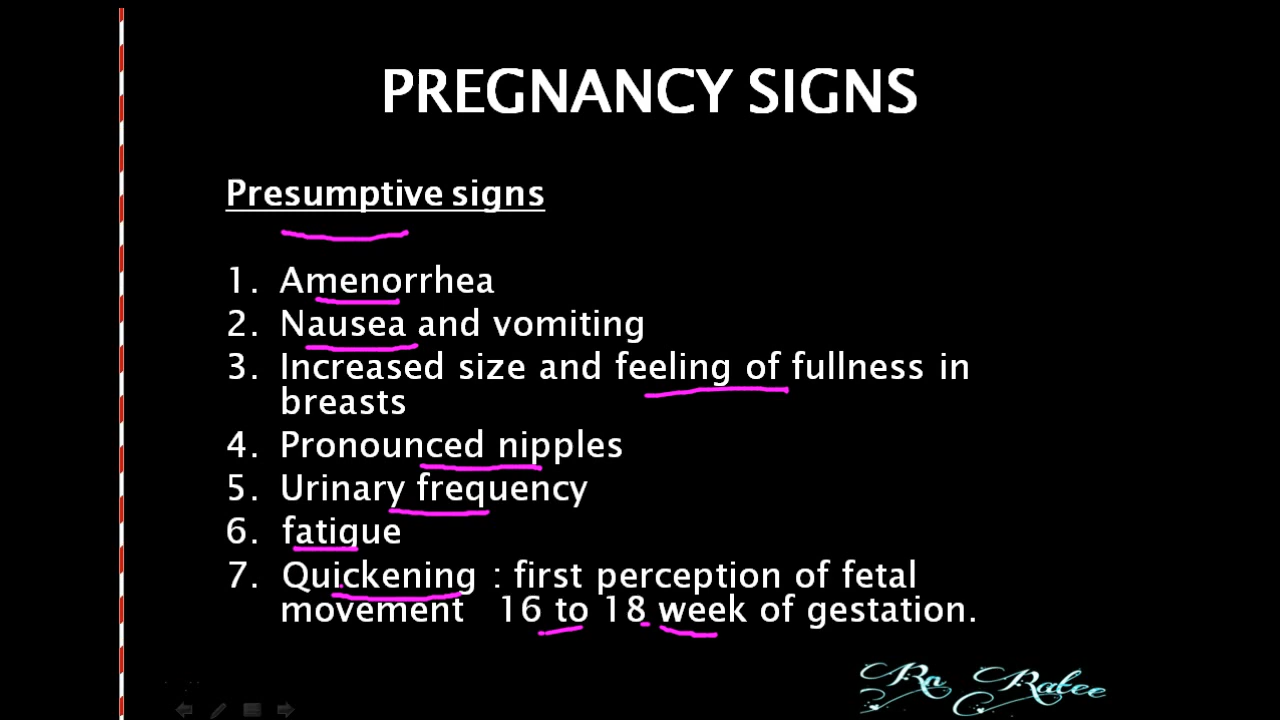 PREGNANCY SIGNS
Presumptive signs
1. Amenorrhea
2. Nausea and vomiting
3. Increased size and feeling of fullness in
breasts
4. Pronounced nipples
5. Urinary frequency
6. fatigue
7. Quickening : first perception of fetal
movement 16 to 18 week of gestation.
Rn Ratee